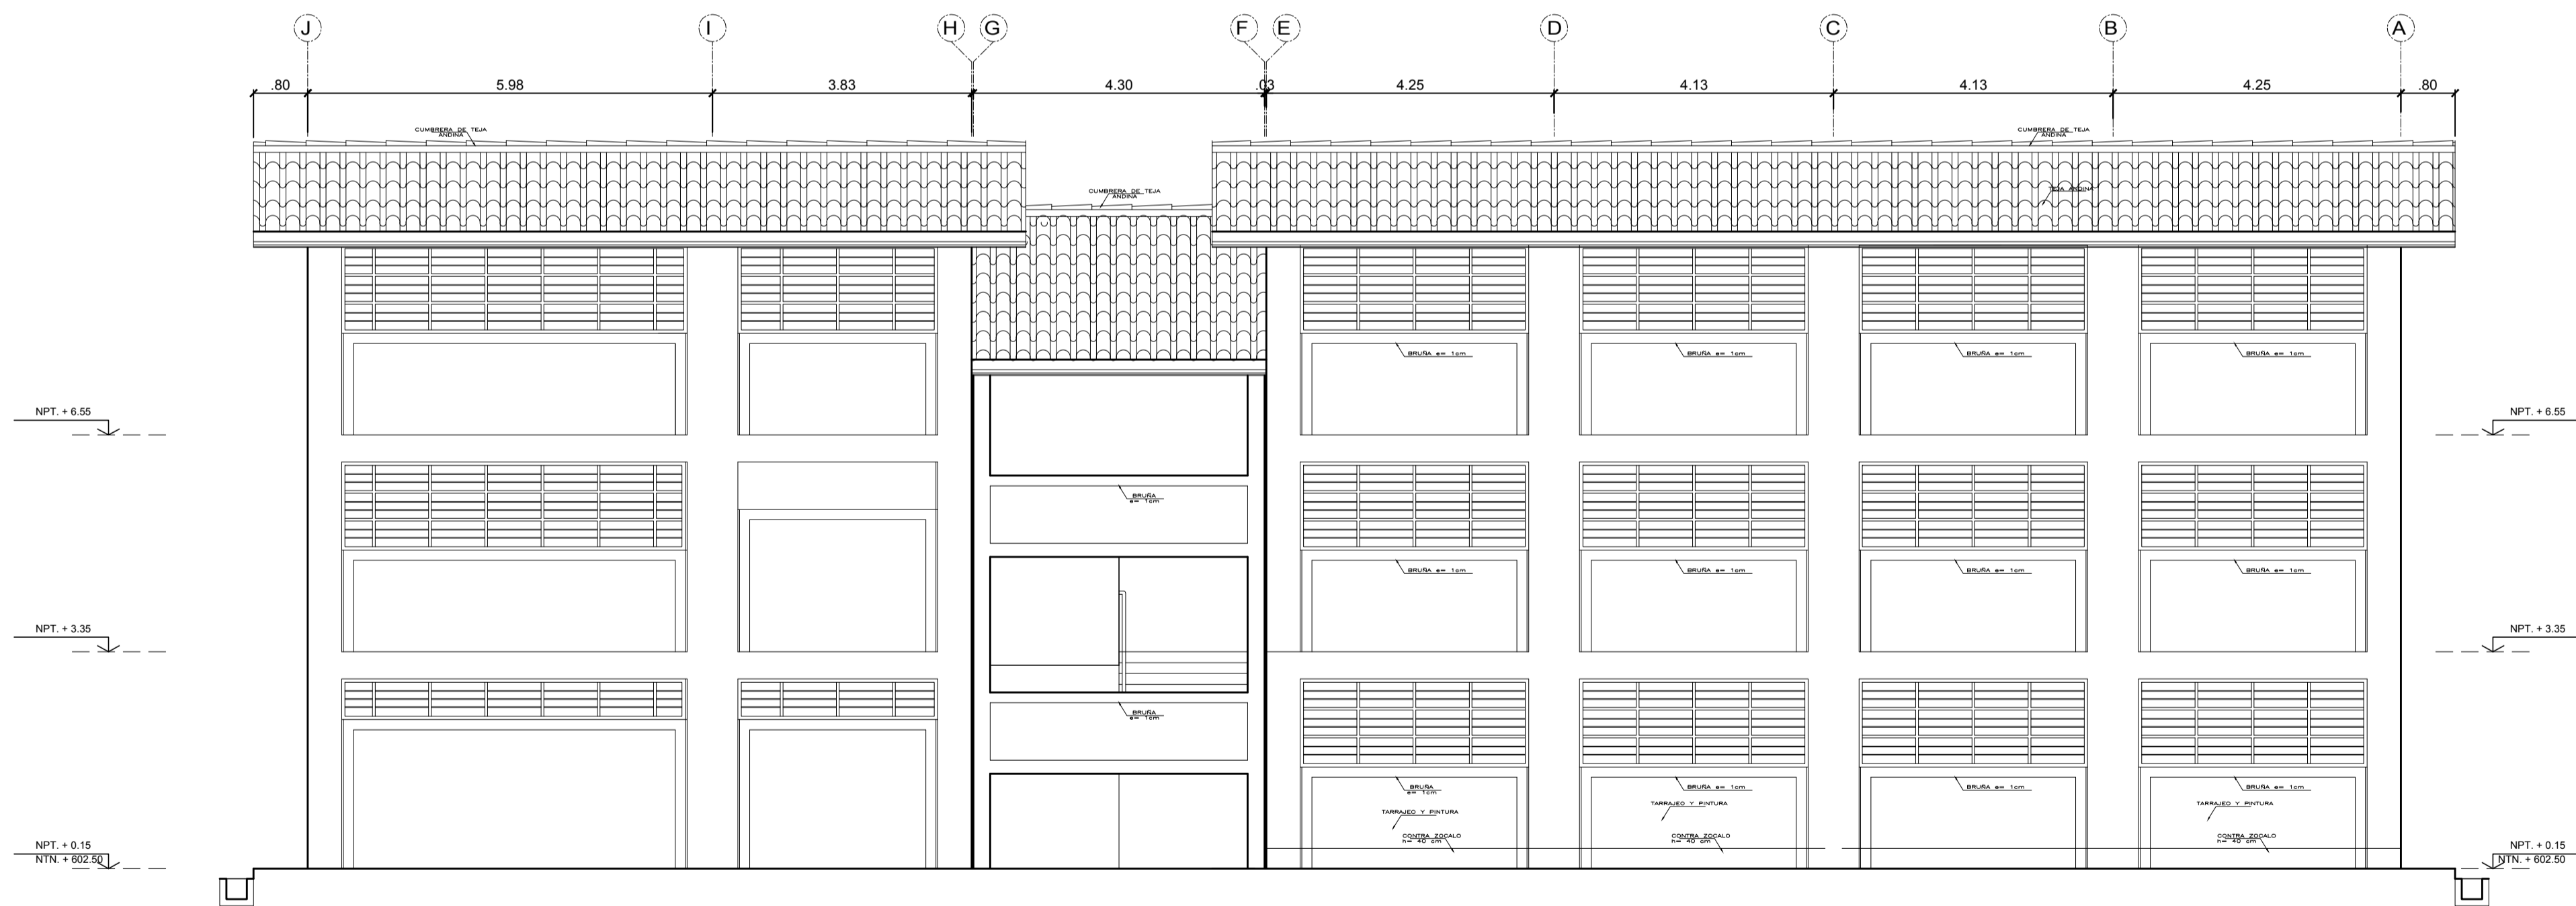 J I H G F E D C B A
.80 5.98 3.83 4.30 .03 4.25 4.13 4.13 4.25 .80
CUMBRERA DE TEJA
ANDINA
CUMBRERA DE TEJA
ANDINA
CUMBRERA DE TEJA
ANDINA
TEJA ANDINA
BRUÑA e= 1cm
BRUÑA e= 1cm
BRUÑA e= 1cm
BRUÑA e= 1cm
NPT. + 6.55
NPT. + 6.55
BRUÑA
e= 1cm
BRUÑA e= 1cm
BRUÑA e= 1cm
BRUÑA e= 1cm
BRUÑA e= 1cm
NPT. + 3.35
NPT. + 3.35
BRUÑA
e= 1cm
BRUÑA
e= 1cm
BRUÑA e= 1cm
BRUÑA e= 1cm
BRUÑA e= 1cm
TARRAJEO Y PINTURA
TARRAJEO Y PINTURA
TARRAJEO Y PINTURA
CONTRA ZOCALO
h= 40 cm
CONTRA ZOCALO
h= 40 cm
CONTRA ZOCALO
h= 40 cm
NPT. + 0.15
NTN. + 602.50
NPT. + 0.15
NTN. + 602.50